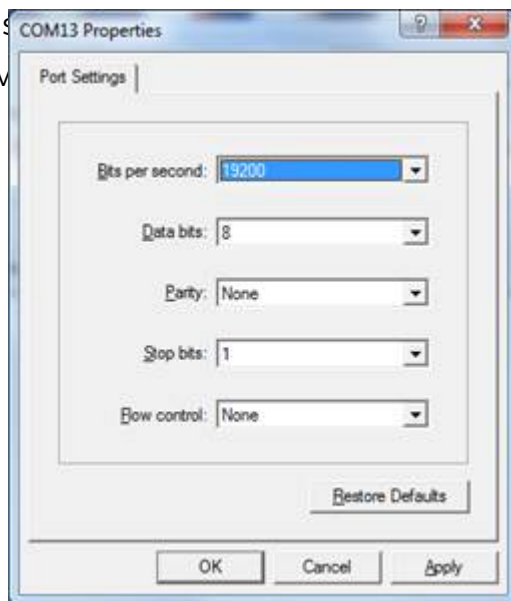 COM13 Properties
Port Settings
Bits per second: 19200
Data bits: 8
Parity: None
Stop bits: 1
Flow control: None
Restore Defaults
OK Cancel Apply